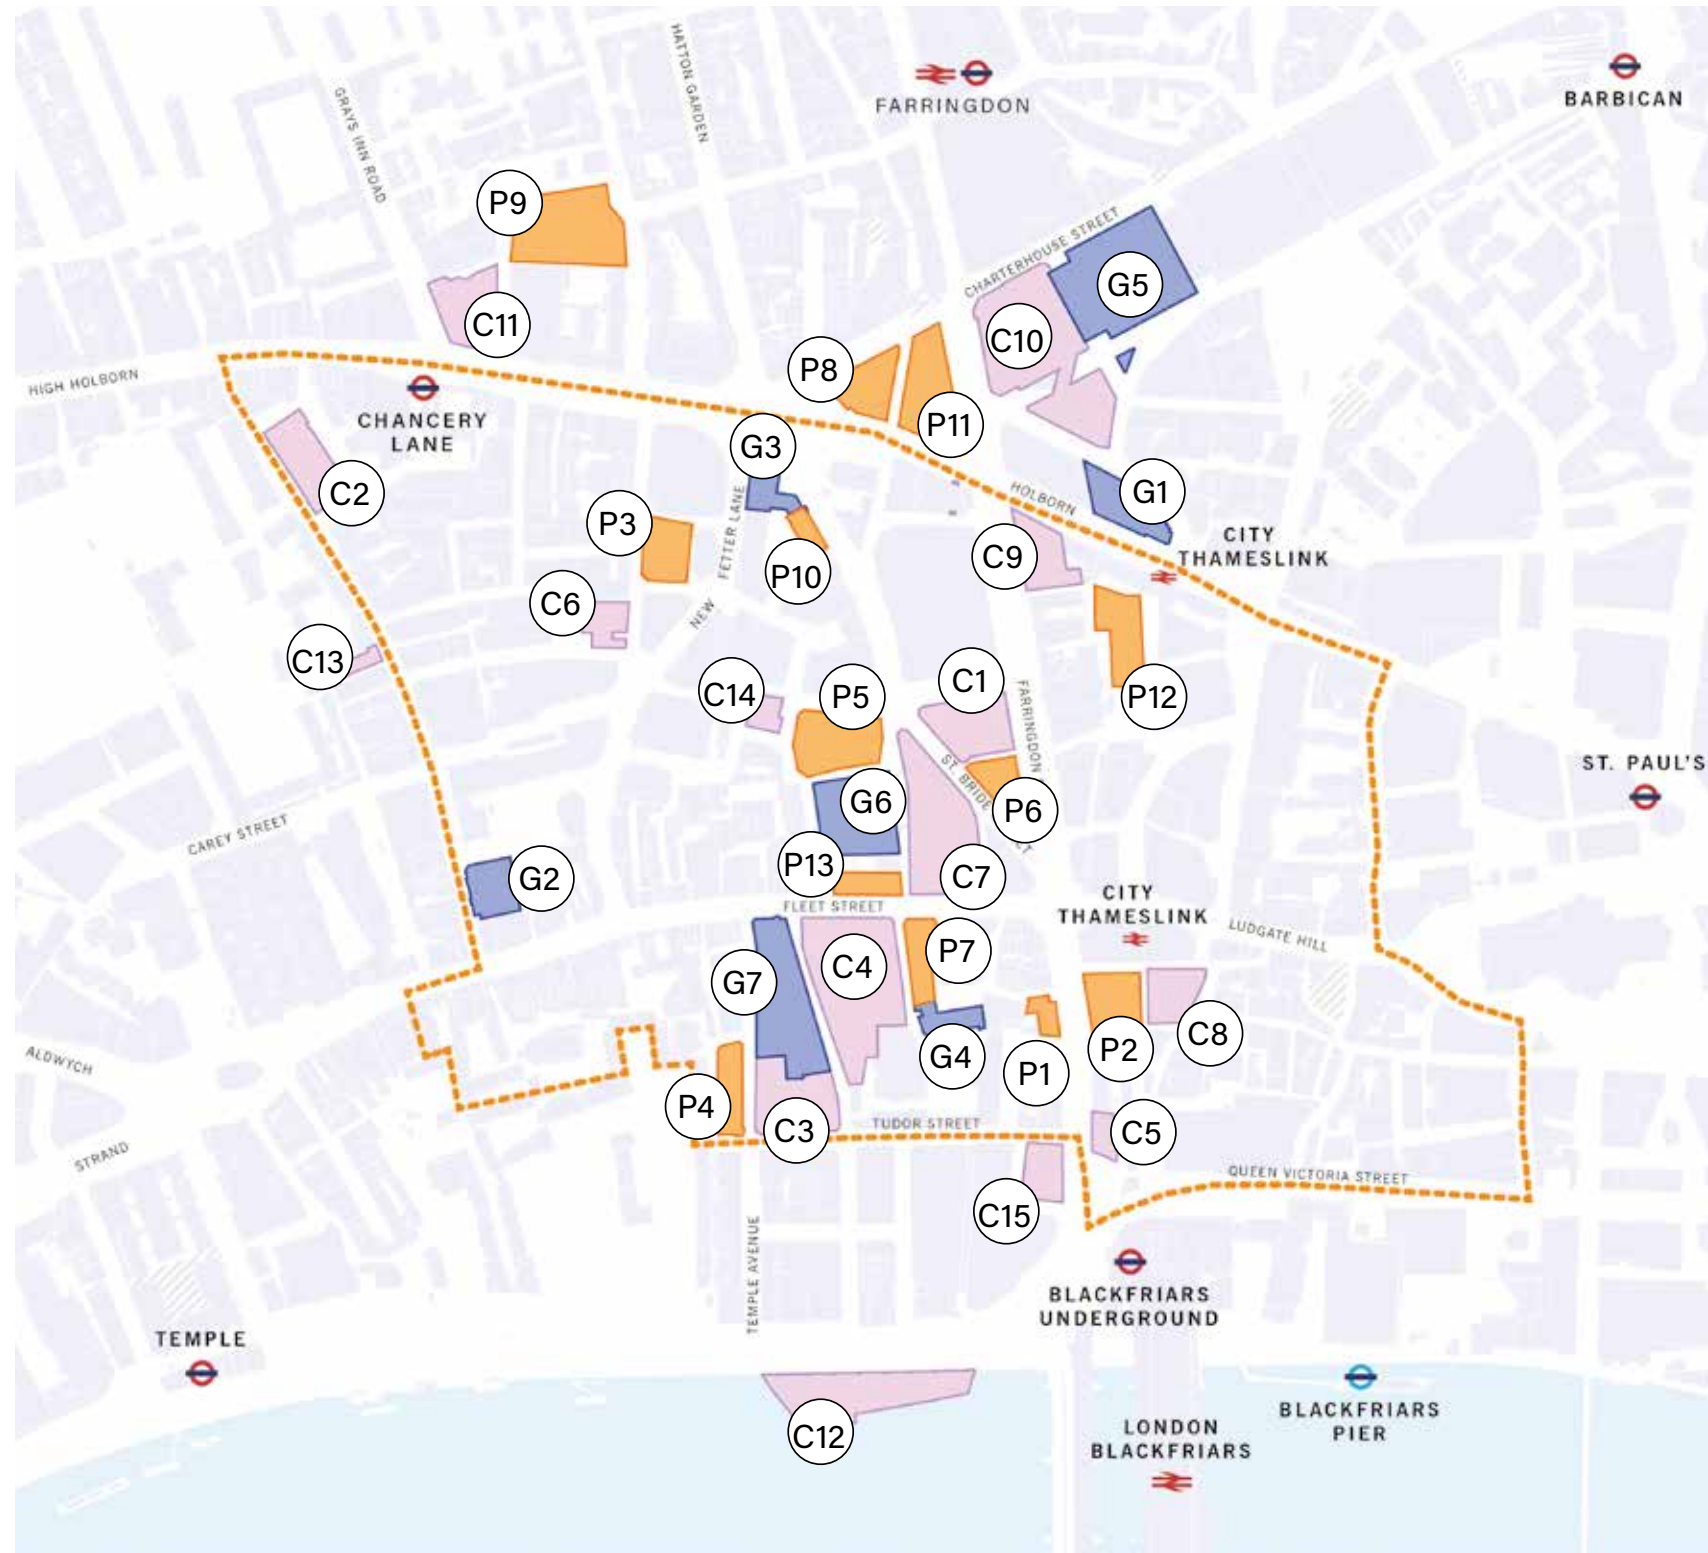 HATTON GARDEN
GRAYS INN ROAD
FARRINGDON
BARBICAN
P9
CHARTERHOUSE STREET
G5
C11
C10
HIGH HOLBORN
P8
CHANCERY
LANE
P11
G3
C2
HOLBORN
G1
P3
NEW FETTER LANE
P10
C9
CITY
THAMESLINK
C6
C13
C14
P5
C1
P12
FARRINGDON
ST. BRIDE
ST. PAUL'S
G6
P6
CAREY STREET
P13
G2
C7
FLEET STREET
CITY
THAMESLINK
LUDGATE HILL
G7
C4
P7
ALDWYCH
G4
P1
P2
C8
P4
C3
TUDOR STREET
C5
STRAND
QUEEN VICTORIA STREET
C15
TEMPLE AVENUE
BLACKFRIARS
UNDERGROUND
TEMPLE
C12
BLACKFRIARS
PIER
LONDON
BLACKFRIARS